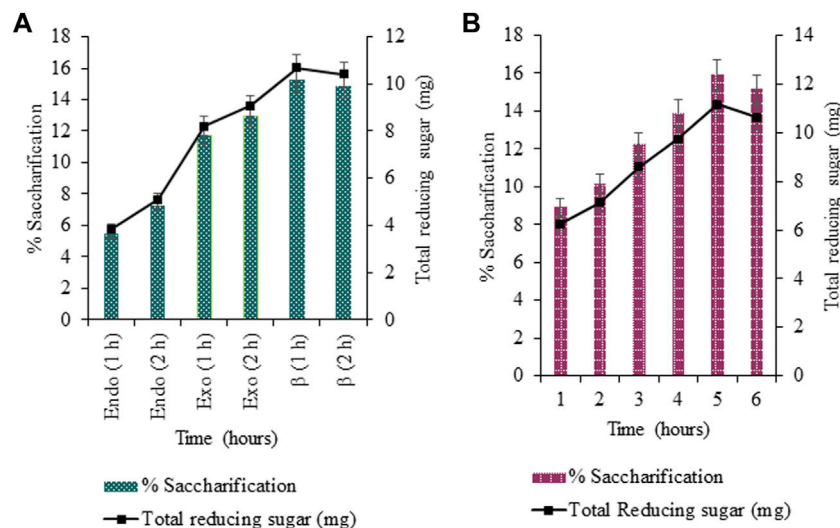 A
% Saccharification
18
16
14
12
10
8
6
4
2
0
12
10
8
6
4
2
0
Total reducing sugar (mg)
Endo (1 h)
Endo (2 h)
Exo (1 h)
Exo (2 h)
β (1 h)
β (2 h)
Time (hours)
% Saccharification
Total reducing sugar (mg)
B
% Saccharification
18
16
14
12
10
8
6
4
2
0
14
12
10
8
6
4
2
0
Total reducing sugar (mg)
1 2 3 4 5 6
Time (hours)
% Saccharification
Total Reducing sugar (mg)